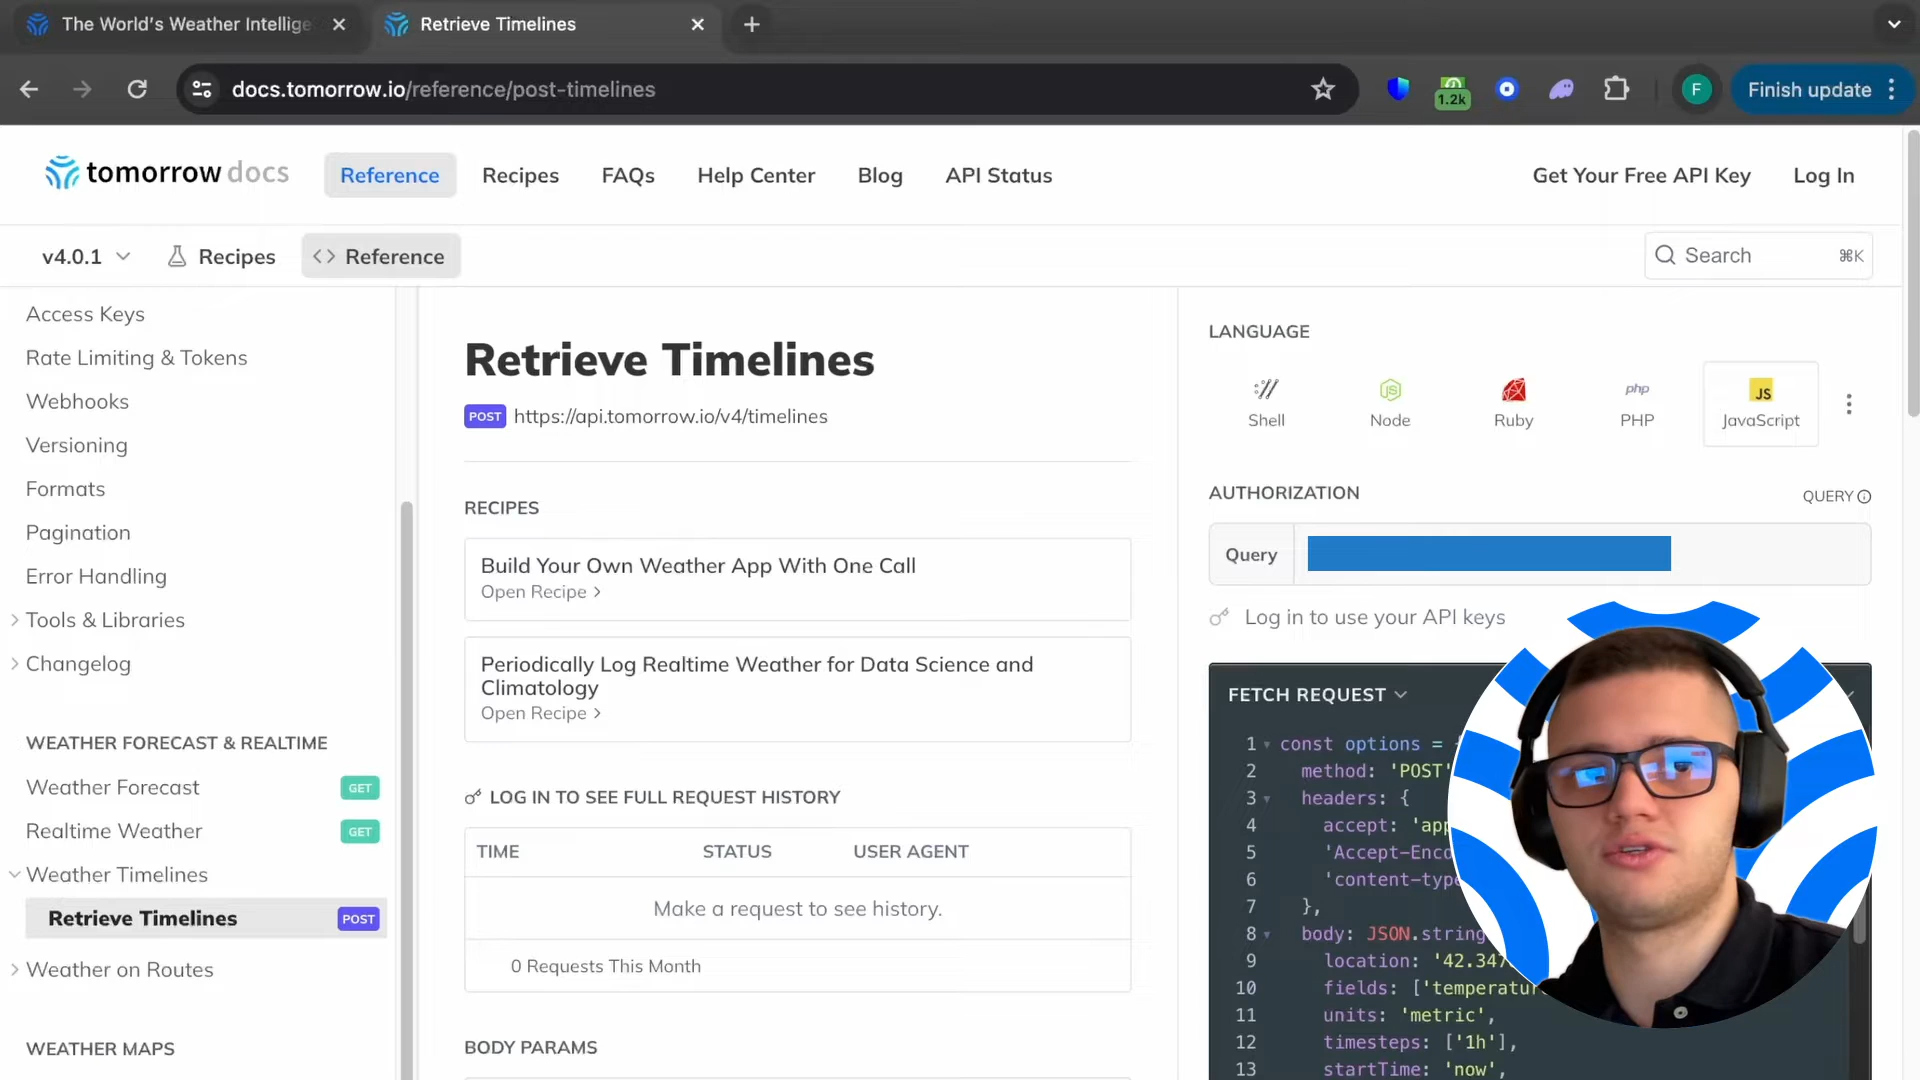 The World's Weather Intellige
Retrieve Timelines
docs.tomorrow.io/reference/post-timelines
1.2k
F
Finish update
tomorrow docs
Reference
Recipes
FAQs
Help Center
Blog
API Status
Get Your Free API Key
Log In
v4.0.1
Recipes
Reference
Search
⌘K
Access Keys
Rate Limiting & Tokens
Webhooks
Versioning
Formats
Pagination
Error Handling
Tools & Libraries
Changelog
WEATHER FORECAST & REALTIME
Weather Forecast GET
Realtime Weather GET
Weather Timelines
Retrieve Timelines POST
Weather on Routes
WEATHER MAPS
Retrieve Timelines
POST https://api.tomorrow.io/v4/timelines
RECIPES
Build Your Own Weather App With One Call
Open Recipe >
Periodically Log Realtime Weather for Data Science and
Climatology
Open Recipe >
LOG IN TO SEE FULL REQUEST HISTORY
TIME STATUS USER AGENT
Make a request to see history.
0 Requests This Month
BODY PARAMS
LANGUAGE
Shell
Node
Ruby
php
PHP
JS
JavaScript
AUTHORIZATION
QUERY
Query
Log in to use your API keys
FETCH REQUEST
1 const options =
2 method: 'POST'
3 headers: {
4 accept: 'app
5 'Accept-Enco
6 'content-type
7 },
8 body: JSON.string
9 location: '42.347
10 fields: ['temperatur
11 units: 'metric',
12 timesteps: ['1h'],
13 startTime: 'now',